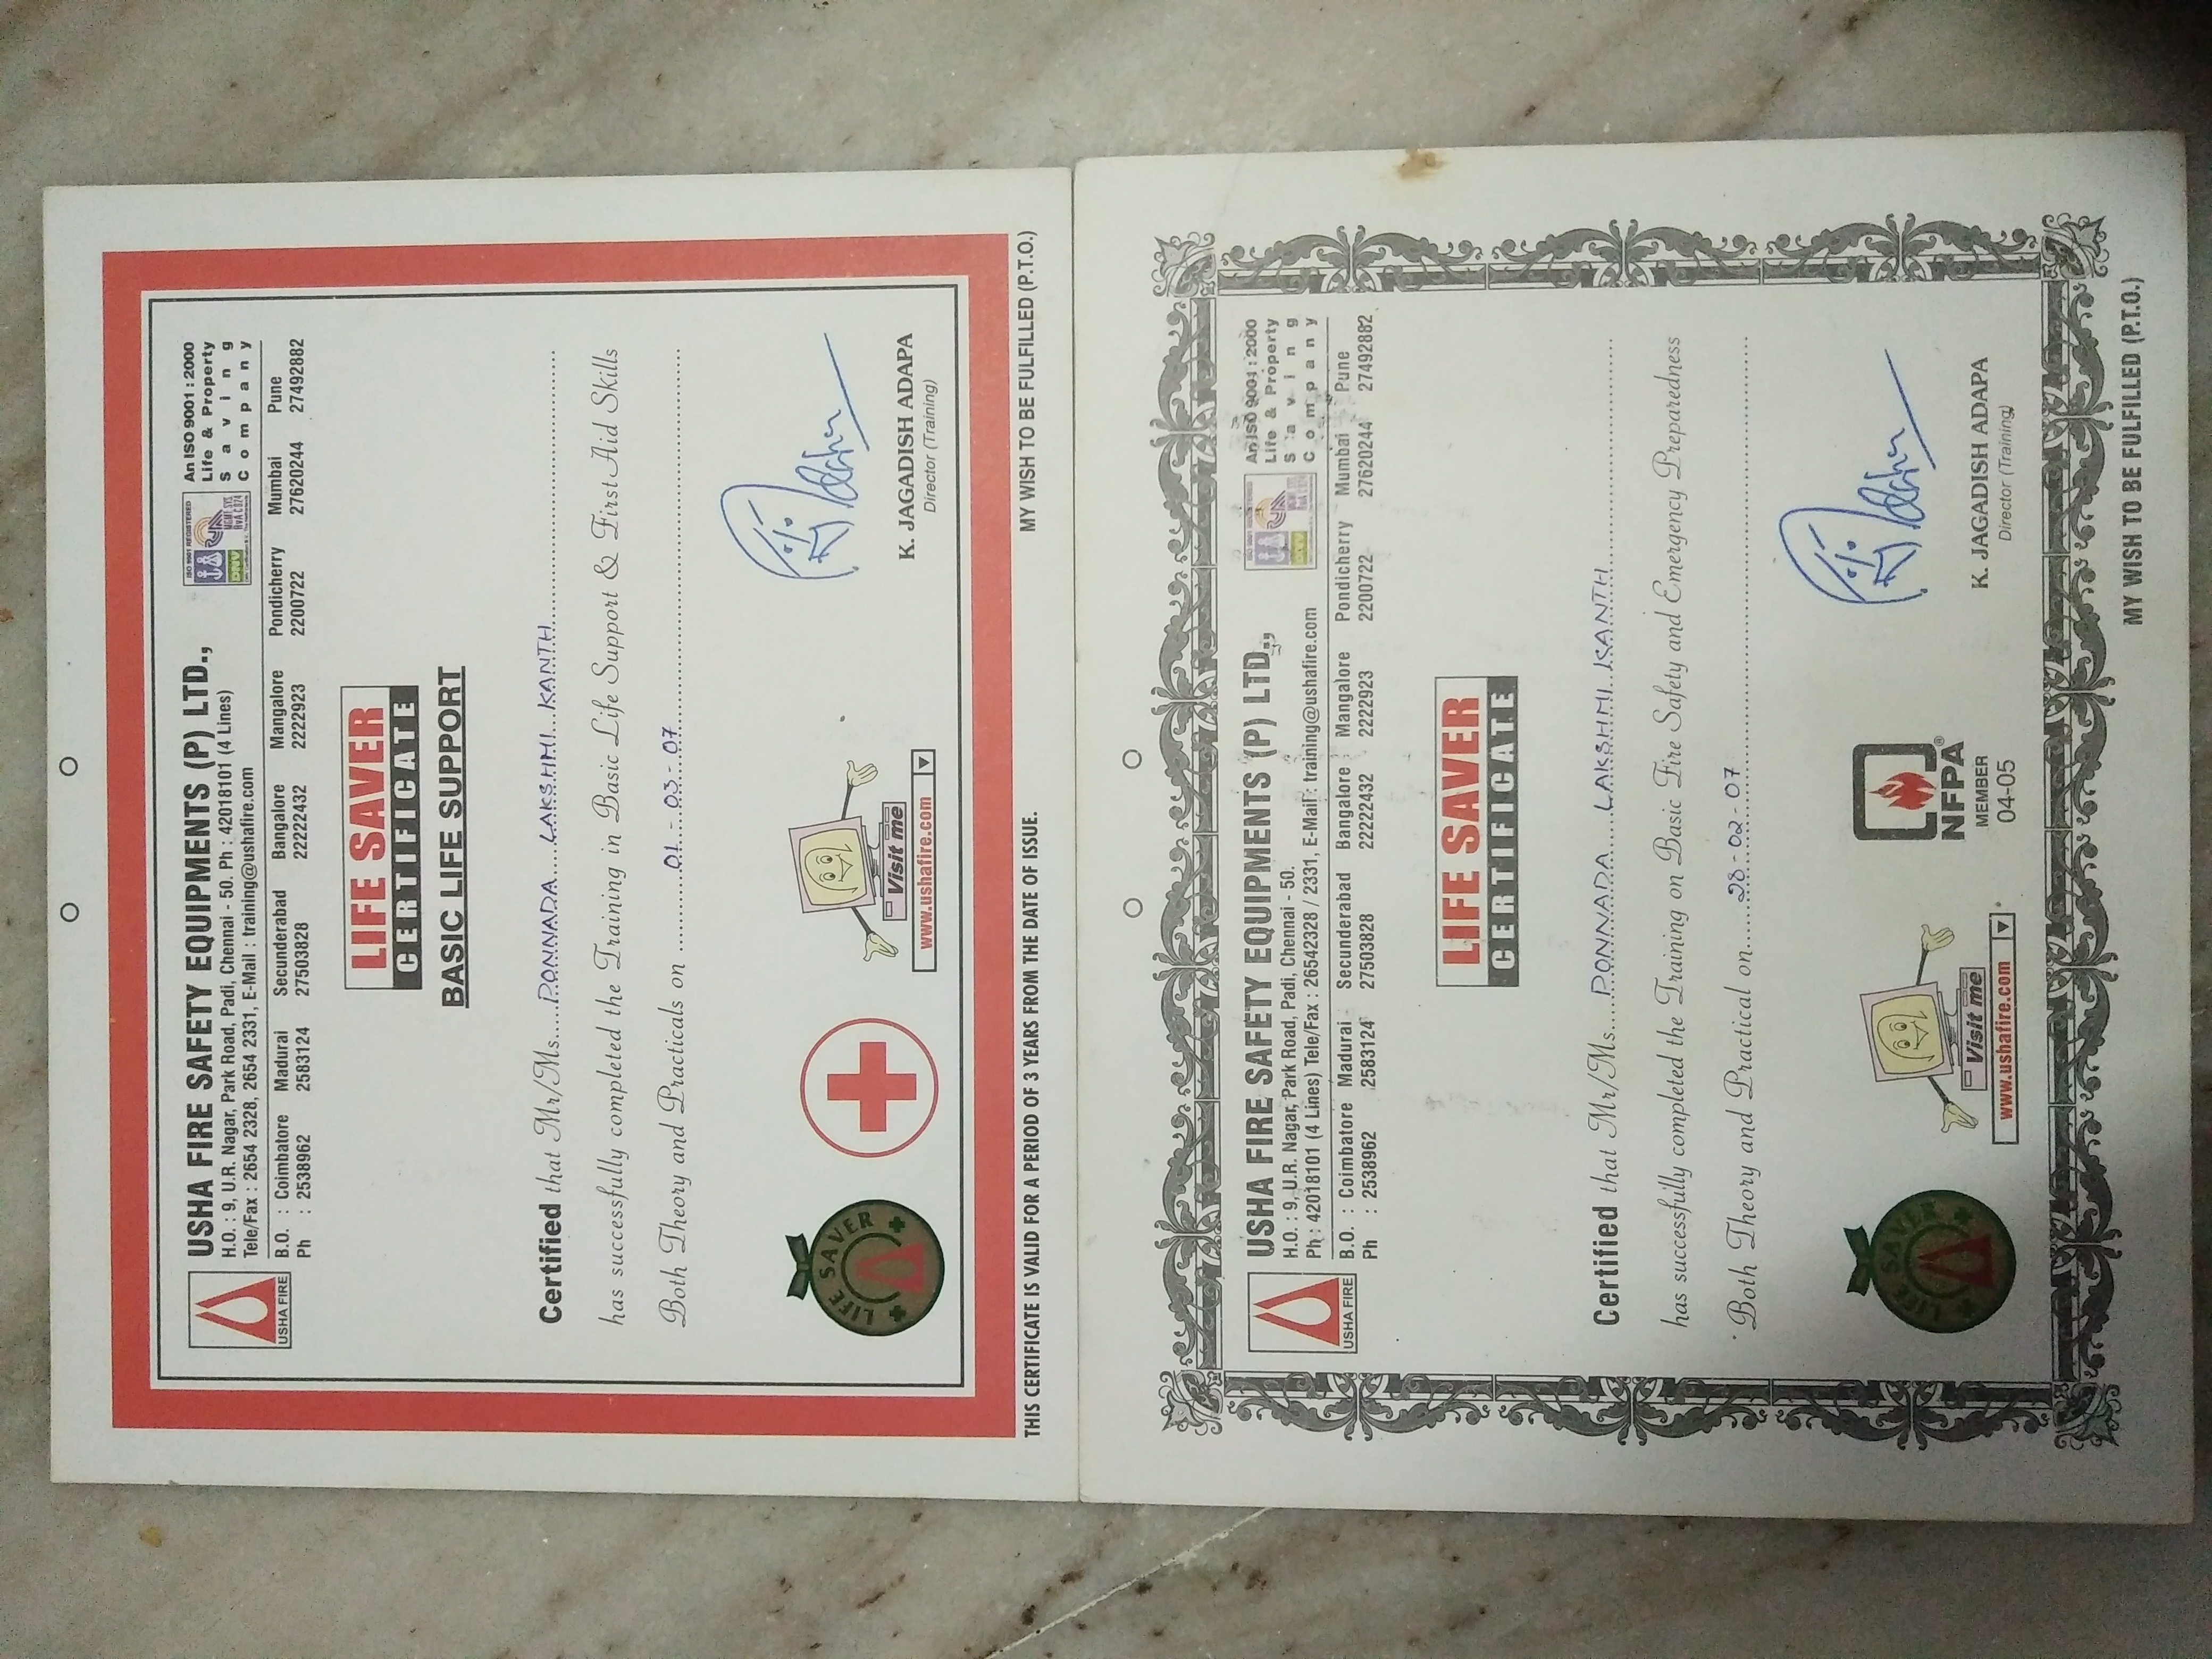 USHA FIRE SAFETY EQUIPMENTS (P) LTD.,
H.O. : 9, U.R. Nagar, Park Road, Padi, Chennai - 50. Ph : 42018101 (4 Lines)
Tele/Fax : 2654 2328, 2654 2331, E-Mail : training@ushafire.com
USHA FIRE
ISO 9001 REGISTERED
DNV
MGMT. SYS.
RvA C 024
An ISO 9001 : 2000
Life & Property
Saving
Company
B.O. : Coimbatore Madurai Secunderabad Bangalore Mangalore Pondicherry Mumbai Pune
Ph : 2538962 2583124 27503828 22222432 2222923 2200722 27620244 27492882
LIFE SAVER
CERTIFICATE
BASIC LIFE SUPPORT
Certified that Mr/Ms.....DONNADA LAKSHMI KANTH
has successfully completed the Training in Basic Life Support & First Aid Skills
Both Theory and Practicals on ...........01 - 03 - 07
LIFE SAVER
Visit me
www.ushafire.com
K. JAGADISH ADAPA
Director (Training)
THIS CERTIFICATE IS VALID FOR A PERIOD OF 3 YEARS FROM THE DATE OF ISSUE.
MY WISH TO BE FULFILLED (P.T.O.)
USHA FIRE SAFETY EQUIPMENTS (P) LTD.,
H.O. : 9, U.R. Nagar, Park Road, Padi, Chennai - 50.
Ph : 42018101 (4 Lines) Tele/Fax : 26542328 / 2331, E-Mail : training@ushafire.com
USHA FIRE
ISO 9001 REGISTERED
DNV
An ISO 9001 : 2000
Life & Property
Saving
Company
B.O. : Coimbatore Madurai Secunderabad Bangalore Mangalore Pondicherry Mumbai Pune
Ph : 2538962 2583124 27503828 22222432 2222923 2200722 27620244 27492882
LIFE SAVER
CERTIFICATE
Certified that Mr/Ms.....DONNADA LAKSHMI KANTH
has successfully completed the Training on Basic Fire Safety and Emergency Preparedness
Both Theory and Practical on......28-02-07
LIFE SAVER
Visit me
www.ushafire.com
NFPA®
MEMBER
04-05
K. JAGADISH ADAPA
Director (Training)
MY WISH TO BE FULFILLED (P.T.O.)